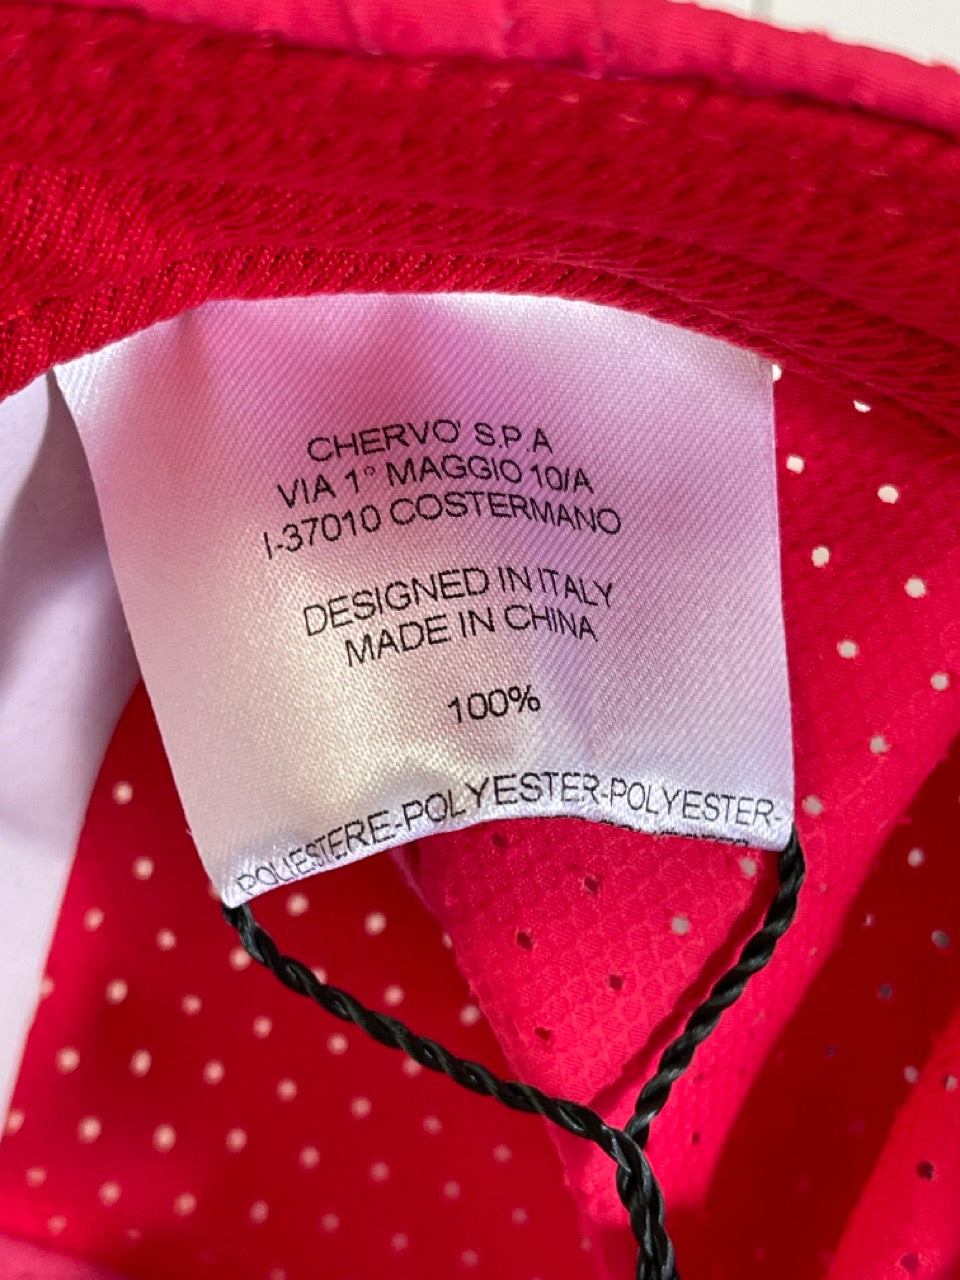 CHERVO' S.P.A
VIA 1° MAGGIO 10/A
I-37010 COSTERMANO
DESIGNED IN ITALY
MADE IN CHINA
100%
POLIESTERE-POLYESTER-POLYESTER-